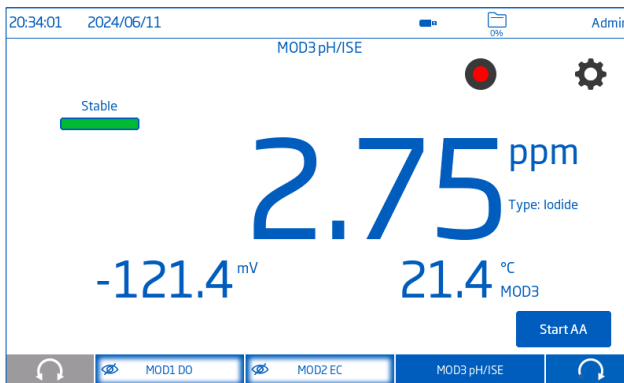 20:34:01 2024/06/11 0% Admin
MOD3 pH/ISE
Stable
2.75 ppm
Type: Iodide
-121.4 mV 21.4 °C
MOD3
Start AA
MOD1 DO MOD2 EC MOD3 pH/ISE